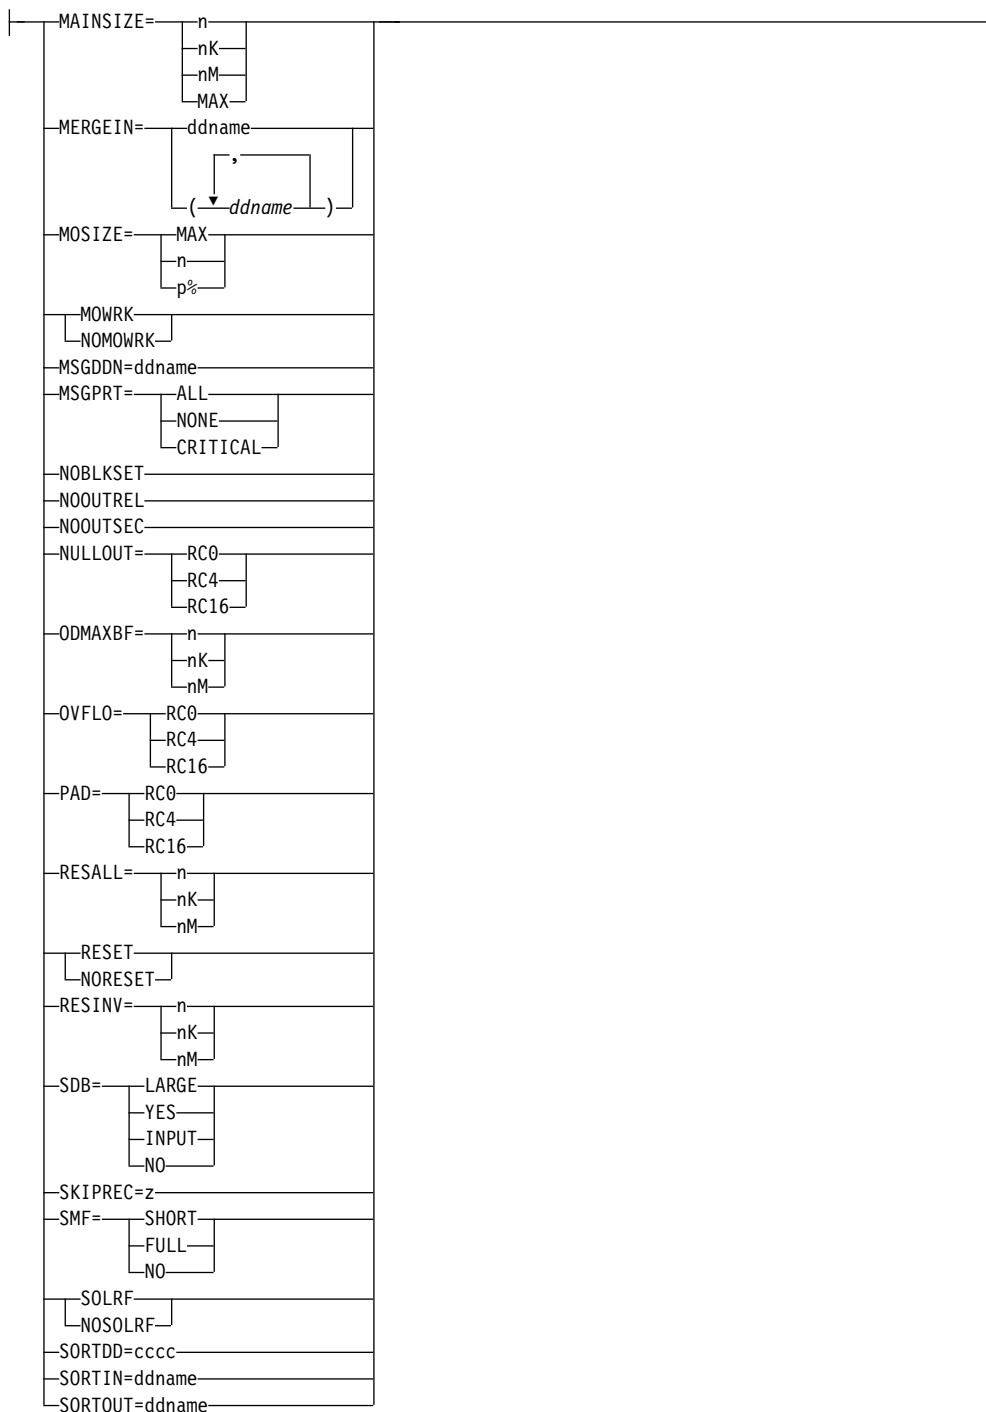 MAINSIZE= n
nK
nM
MAX
MERGEIN= ddname
,
( ddname )
MOSIZE= MAX
n
p%
MOWRK
NOMOWRK
MSGDDN=ddname
MSGPRT= ALL
NONE
CRITICAL
NOBLKSET
NOOUTREL
NOOUTSEC
NULLOUT= RC0
RC4
RC16
ODMAXBF= n
nK
nM
OVFLO= RC0
RC4
RC16
PAD= RC0
RC4
RC16
RESALL= n
nK
nM
RESET
NORESET
RESINV= n
nK
nM
SDB= LARGE
YES
INPUT
NO
SKIPREC=z
SMF= SHORT
FULL
NO
SOLRF
NOSOLRF
SORTDD=cccc
SORTIN=ddname
SORTOUT=ddname